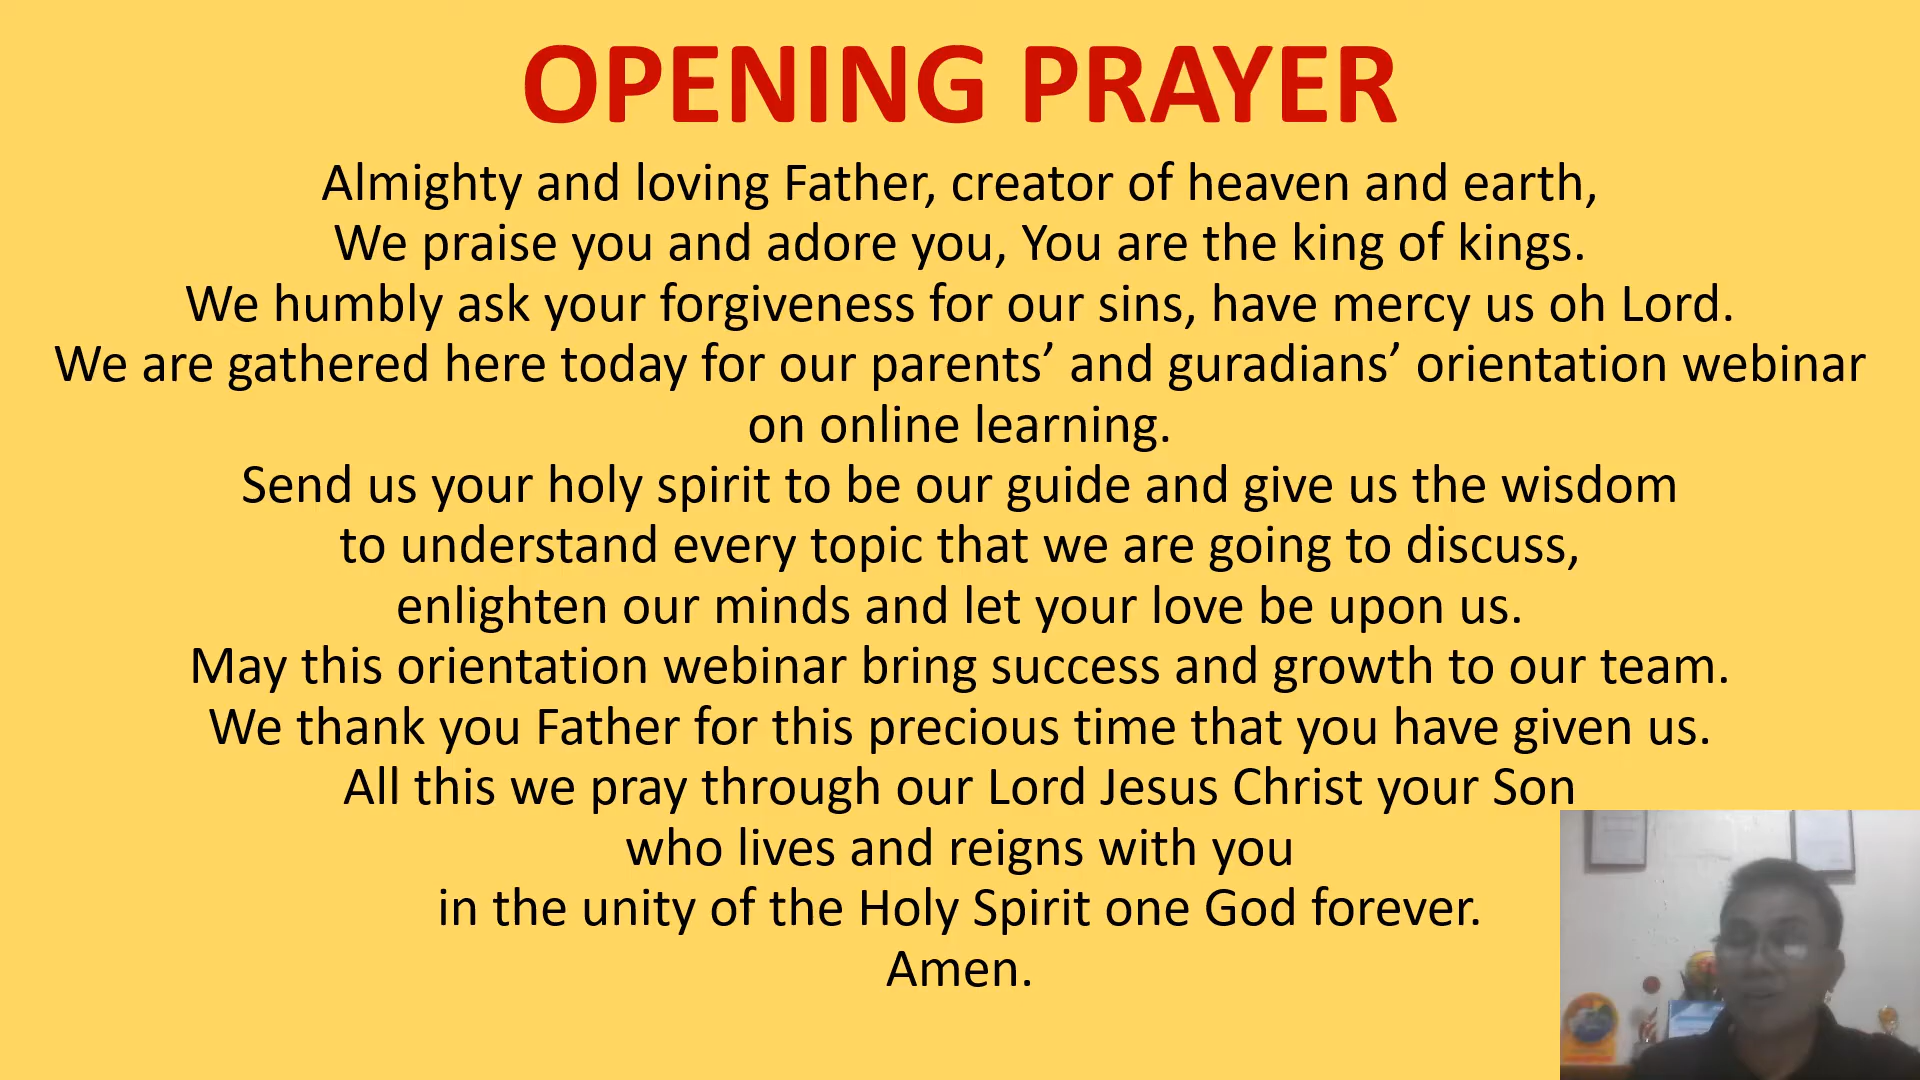 OPENING PRAYER
Almighty and loving Father, creator of heaven and earth,
We praise you and adore you, You are the king of kings.
We humbly ask your forgiveness for our sins, have mercy us oh Lord.
We are gathered here today for our parents’ and guradians’ orientation webinar
on online learning.
Send us your holy spirit to be our guide and give us the wisdom
to understand every topic that we are going to discuss,
enlighten our minds and let your love be upon us.
May this orientation webinar bring success and growth to our team.
We thank you Father for this precious time that you have given us.
All this we pray through our Lord Jesus Christ your Son
who lives and reigns with you
in the unity of the Holy Spirit one God forever.
Amen.